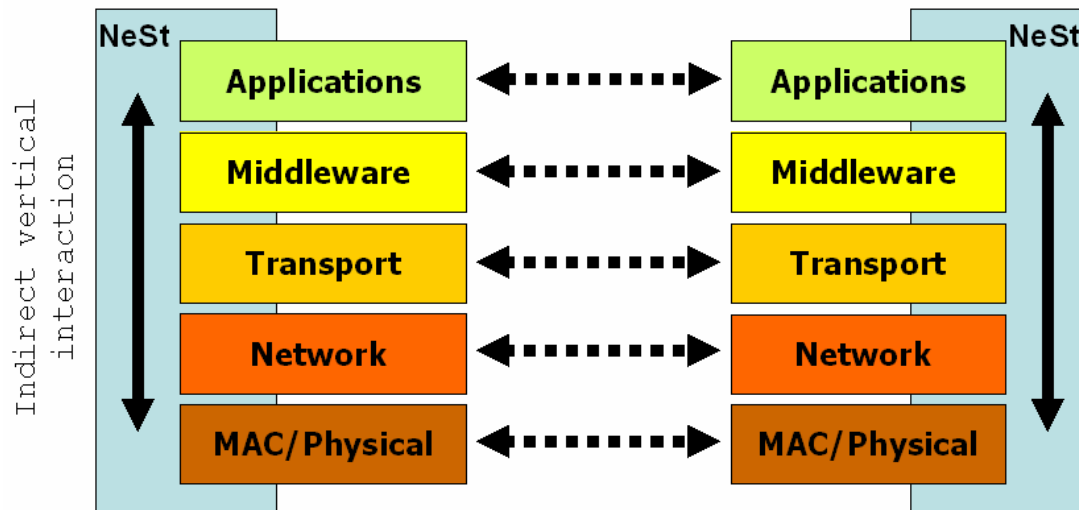 NeSt
NeSt
Applications
Applications
Middleware
Middleware
Transport
Transport
Network
Network
MAC/Physical
MAC/Physical
Indirect vertical
interaction